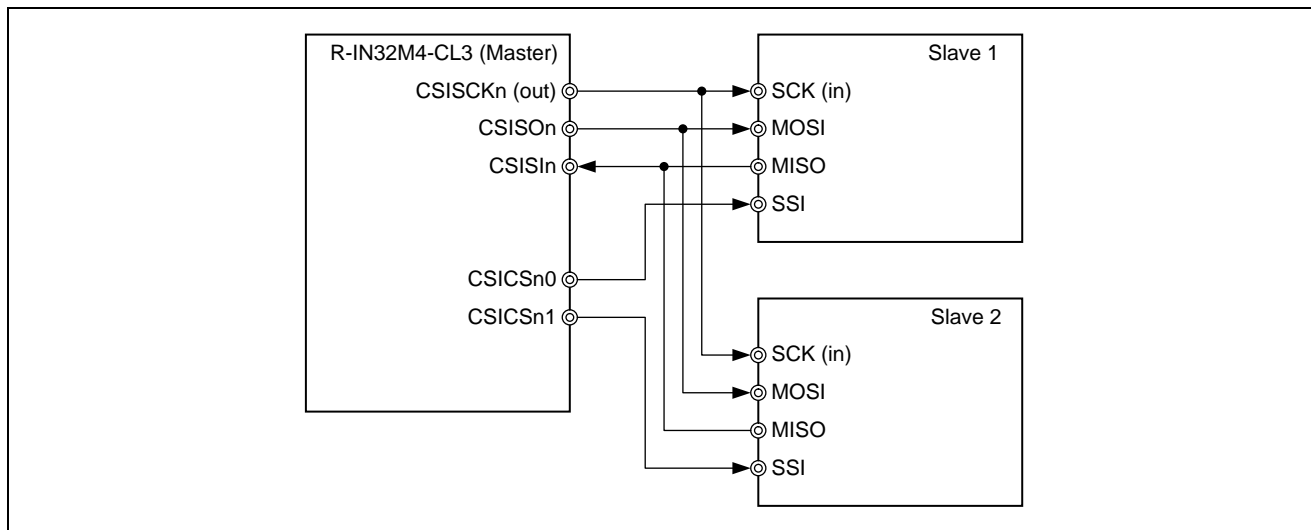 R-IN32M4-CL3 (Master)
CSISCKn (out)
CSISOn
CSISIn
CSICSn0
CSICSn1
Slave 1
SCK (in)
MOSI
MISO
SSI
Slave 2
SCK (in)
MOSI
MISO
SSI